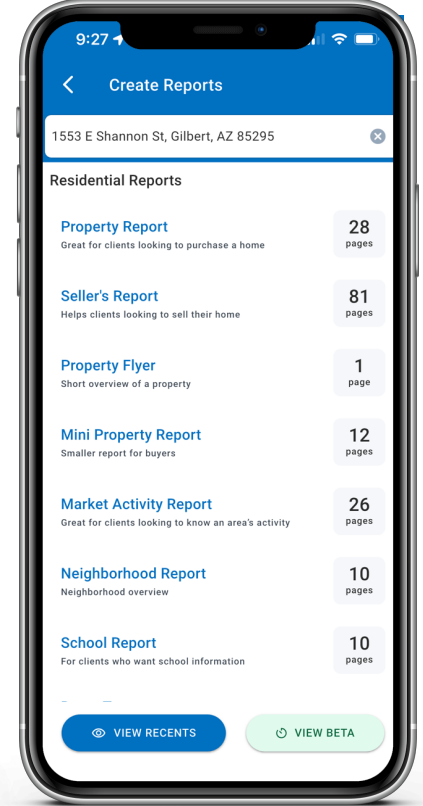 9:27
Create Reports
1553 E Shannon St, Gilbert, AZ 85295
Residential Reports
Property Report
Great for clients looking to purchase a home
28
pages
Seller's Report
Helps clients looking to sell their home
81
pages
Property Flyer
Short overview of a property
1
page
Mini Property Report
Smaller report for buyers
12
pages
Market Activity Report
Great for clients looking to know an area's activity
26
pages
Neighborhood Report
Neighborhood overview
10
pages
School Report
For clients who want school information
10
pages
VIEW RECENTS
VIEW BETA